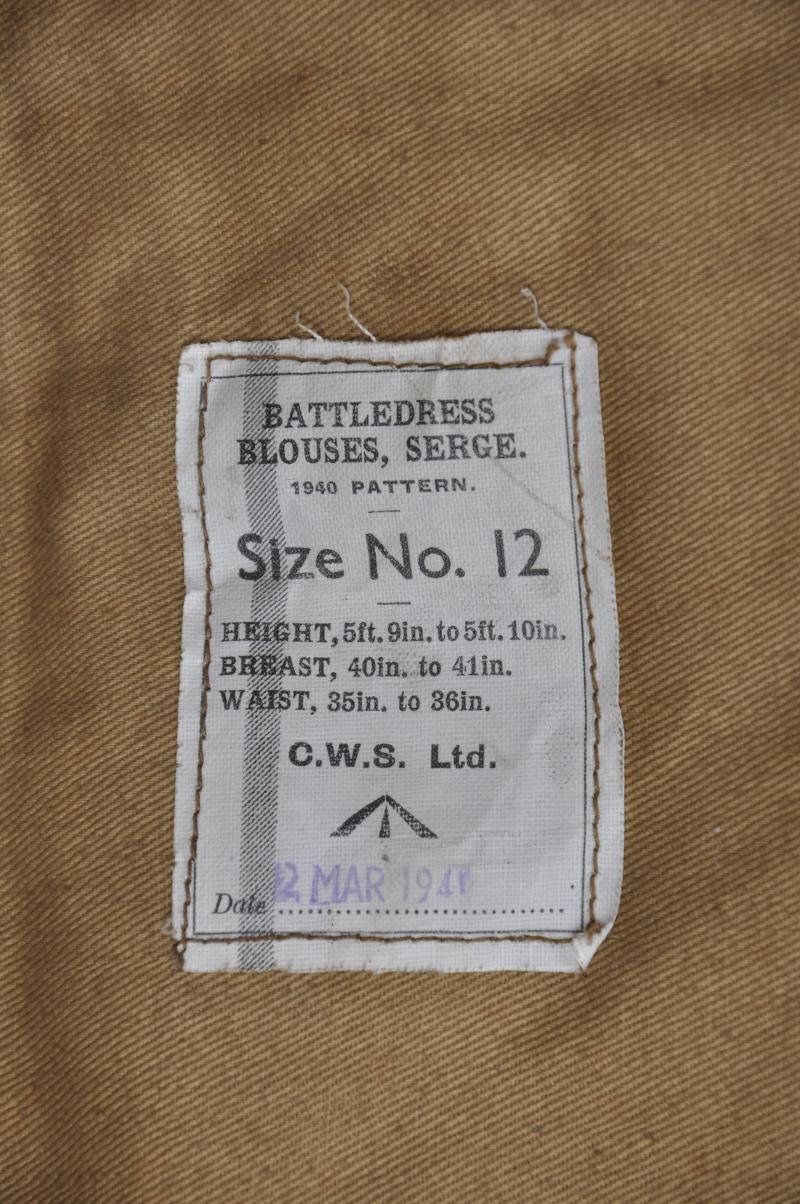 BATTLEDRESS
BLOUSES, SERGE.
1940 PATTERN.
Size No. 12
HEIGHT, 5ft. 9in. to 5ft. 10in.
BREAST, 40in. to 41in.
WAIST, 35in. to 36in.
C.W.S. Ltd.
Date MAR